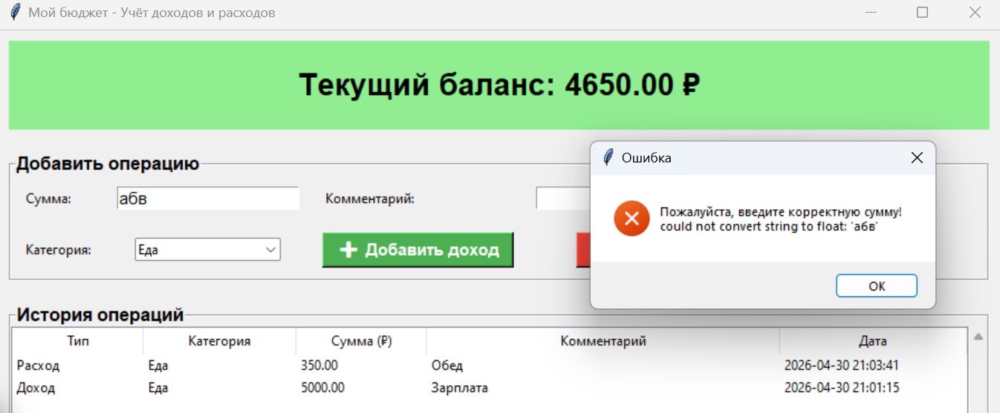 Мой бюджет - Учёт доходов и расходов
Текущий баланс: 4650.00 ₽
Добавить операцию
Сумма:
абв
Комментарий:
Категория:
Еда
+ Добавить доход
Ошибка
Пожалуйста, введите корректную сумму!
could not convert string to float: 'абв'
OK
История операций
Тип Категория Сумма (₽) Комментарий Дата
Расход Еда 350.00 Обед 2026-04-30 21:03:41
Доход Еда 5000.00 Зарплата 2026-04-30 21:01:15